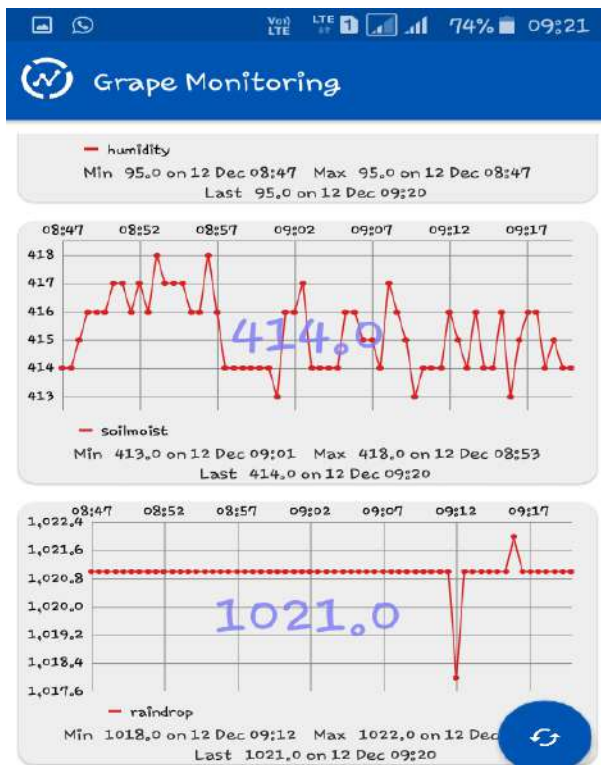 Vo)) LTE LTE 1 74% 09:21
Grape Monitoring
humidity
Min 95.0 on 12 Dec 08:47 Max 95.0 on 12 Dec 08:47
Last 95.0 on 12 Dec 09:20
08:47 08:52 08:57 09:02 09:07 09:12 09:17
418
417
416
415
414
413
414.0
soilmoist
Min 413.0 on 12 Dec 09:01 Max 418.0 on 12 Dec 08:53
Last 414.0 on 12 Dec 09:20
08:47 08:52 08:57 09:02 09:07 09:12 09:17
1,022.4
1,021.6
1,020.8
1,020.0
1,019.2
1,018.4
1,017.6
1021.0
raindrop
Min 1018.0 on 12 Dec 09:12 Max 1022.0 on 12 Dec
Last 1021.0 on 12 Dec 09:20